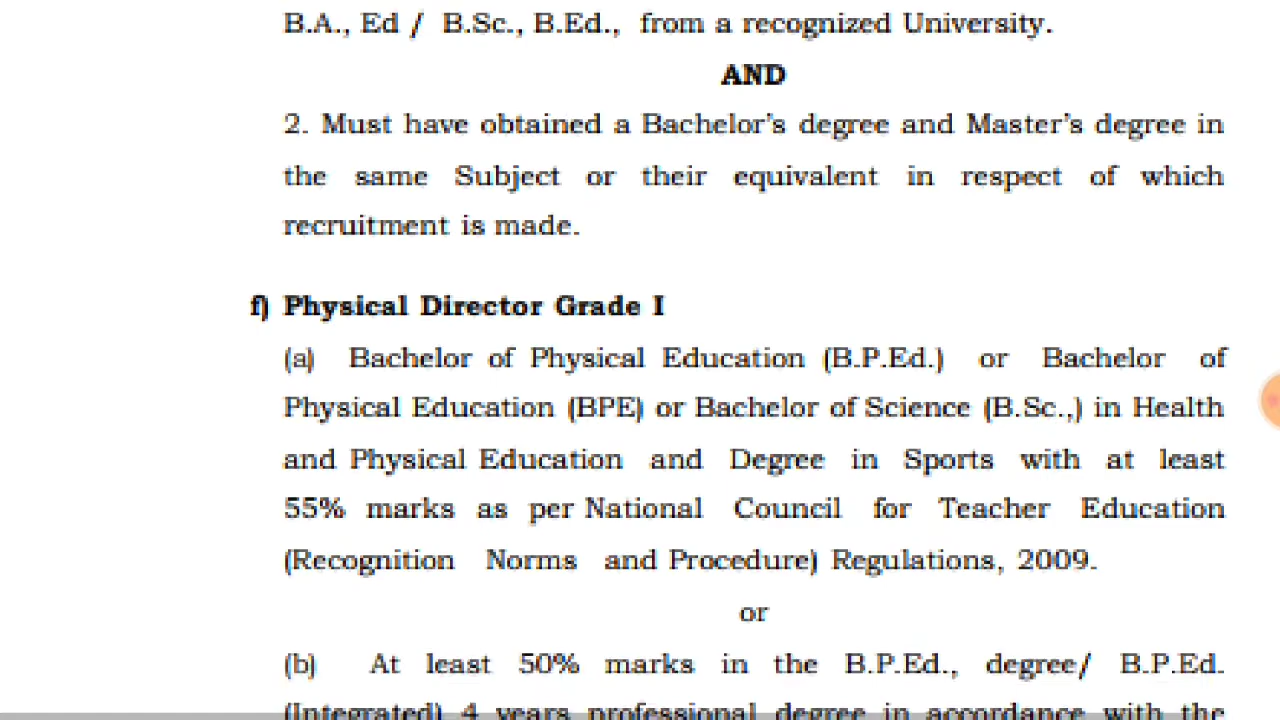 B.A., Ed / B.Sc., B.Ed., from a recognized University.
AND
2. Must have obtained a Bachelor's degree and Master's degree in
the same Subject or their equivalent in respect of which
recruitment is made.
f) Physical Director Grade I
(a) Bachelor of Physical Education (B.P.Ed.) or Bachelor of
Physical Education (BPE) or Bachelor of Science (B.Sc.,) in Health
and Physical Education and Degree in Sports with at least
55% marks as per National Council for Teacher Education
(Recognition Norms and Procedure) Regulations, 2009.
or
(b) At least 50% marks in the B.P.Ed., degree/ B.P.Ed.
(Integrated) 4 years professional degree in accordance with the